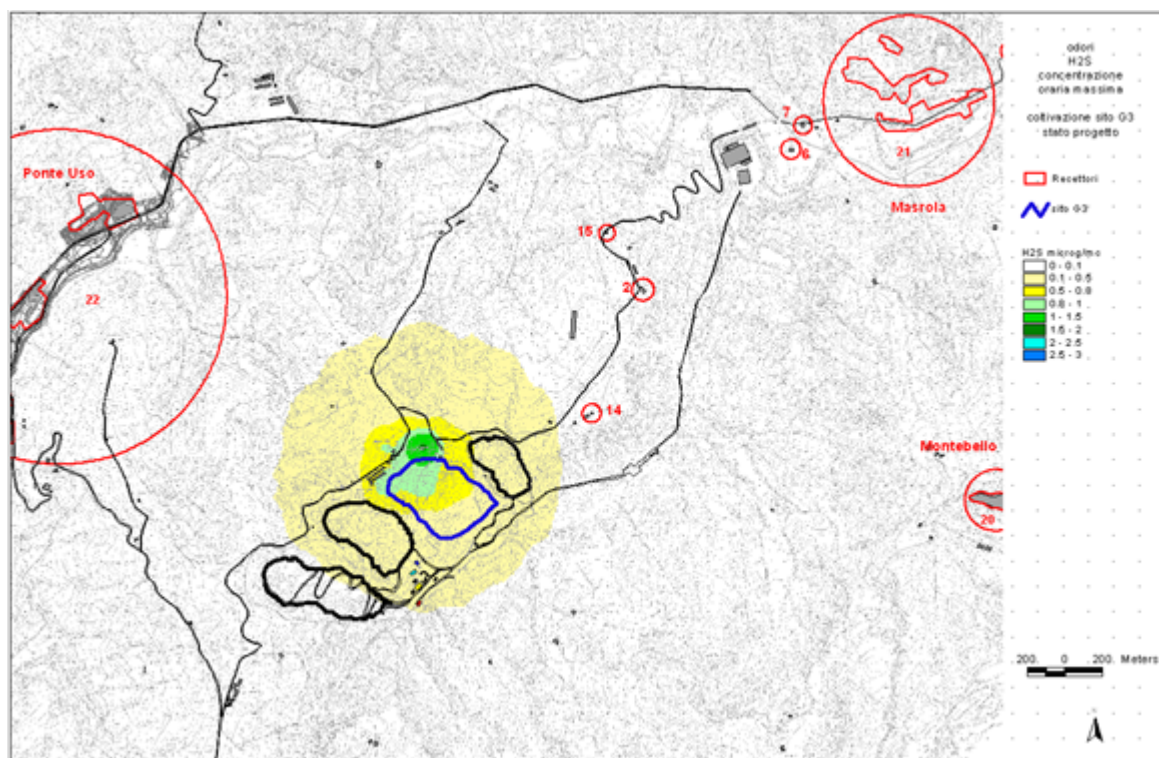 odori
H2S
concentrazione
oraria massima
coltivazione sito G3
stato progetto
Recettori
sito G3
H2S microg/mc
0 - 0.1
0.1 - 0.5
0.5 - 0.8
0.8 - 1
1 - 1.5
1.5 - 2
2 - 2.5
2.5 - 3
7
6
21
Masrola
Ponte Uso
15
2
22
14
Montebello
20
200. 0 200. Meters